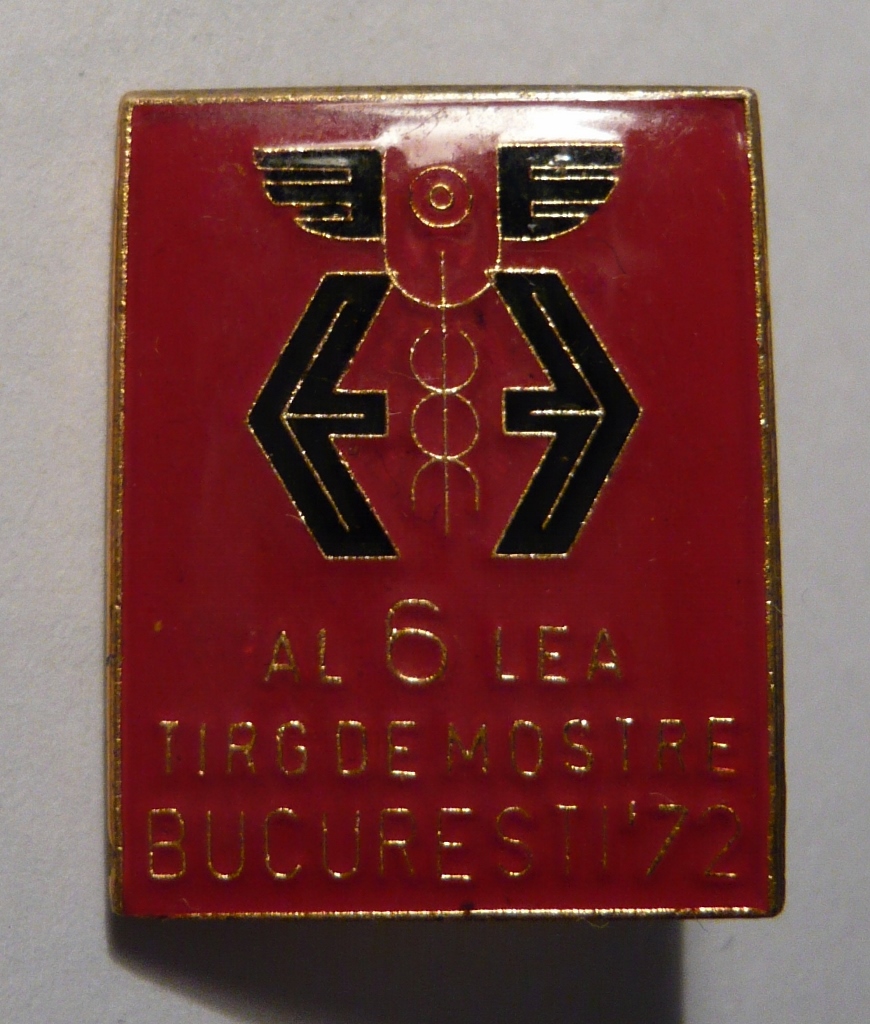 AL 6 LEA
TIRG DE MOSTRE
BUCURESTI '72